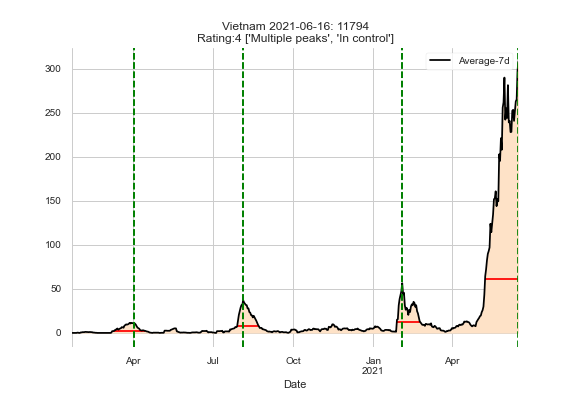 Vietnam 2021-06-16: 11794
Rating:4 ['Multiple peaks', 'In control']
Average-7d
300
250
200
150
100
50
0
Apr
Jul
Oct
Jan
2021
Apr
Date